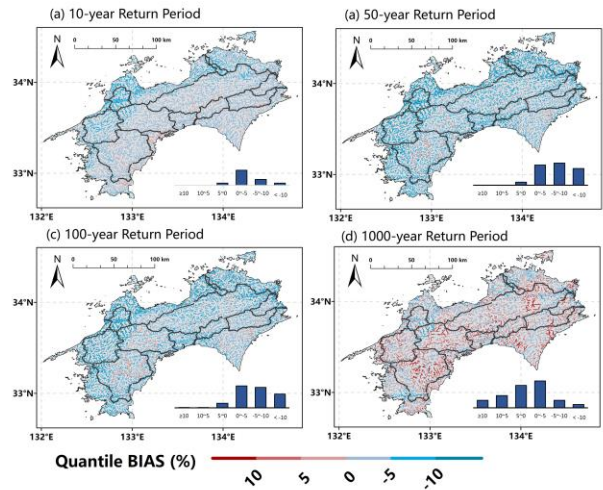 (a) 10-year Return Period
N
0 50 100 km
34°N
33°N
≥10 10~5 5~0 0~-5 -5~-10 < -10
132°E 133°E 134°E
(a) 50-year Return Period
N
0 50 100 km
34°N
33°N
≥10 10~5 5~0 0~-5 -5~-10 < -10
132°E 133°E 134°E
(c) 100-year Return Period
N
0 50 100 km
34°N
33°N
≥10 10~5 5~0 0~-5 -5~-10 < -10
132°E 133°E 134°E
(d) 1000-year Return Period
N
0 50 100 km
34°N
33°N
≥10 10~5 5~0 0~-5 -5~-10 < -10
132°E 133°E 134°E
Quantile BIAS (%)
10 5 0 -5 -10